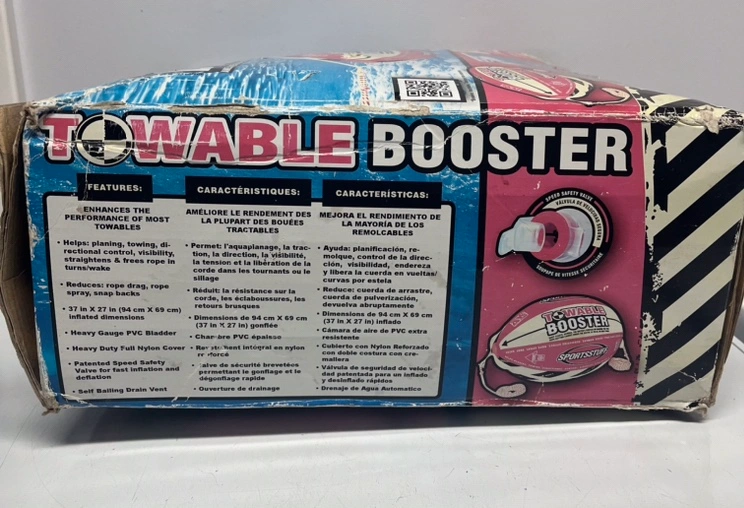 TOWABLE BOOSTER
FEATURES:
ENHANCES THE
PERFORMANCE OF MOST
TOWABLES
• Helps: planing, towing, di-
rectional control, visibility,
straightens & frees rope in
turns/wake
• Reduces: rope drag, rope
spray, snap backs
• 37 in X 27 in (94 cm X 69 cm)
inflated dimensions
• Heavy Gauge PVC Bladder
• Heavy Duty Full Nylon Cover
• Patented Speed Safety
Valve for fast inflation and
deflation
• Self Bailing Drain Vent
CARACTÉRISTIQUES:
AMÉLIORE LE RENDEMENT DES
LA PLUPART DES BOUÉES
TRACTABLES
• Permet: l'aquaplanage, la trac-
tion, la direction, la visibilité,
la tension et la libération de la
corde dans les tournants ou le
sillage
• Réduit: la résistance sur la
corde, les éclaboussures, les
retours brusques
• Dimensions de 94 cm X 69 cm
(37 in X 27 in) gonflée
PVC épaisse
intégral en nylon
de sécurité brevetées
permettant le gonflage et le
dégonflage rapide
• Ouverture de drainage
CARACTERÍSTICAS:
MEJORA EL RENDIMIENTO DE
LA MAYORÍA DE LOS
REMOLCABLES
• Ayuda: planificación, re-
molque, control de la direc-
ción, visibilidad, endereza
y libera la cuerda en vueltas/
curvas por estela
• Reduce: cuerda de arrastre,
cuerda de pulverización,
devuelva abruptamente
• Dimensiones de 94 cm X 69 cm
(37 in X 27 in) inflado
• Cámara de aire de PVC extra
resistente
• Cubierto con Nylon Reforzado
con doble costura con cre-
mallera
• Válvula de seguridad de veloci-
dad patentada para un inflado
y desinflado rápidos
• Drenaje de Agua Automatico
SPEED SAFETY VALVE
VÁLVULA DE VELOCIDAD SEGURA
SOUPAPE DE VITESSE SÉCURITAIRE
TOWABLE
BOOSTER
SPORTSSTUFF